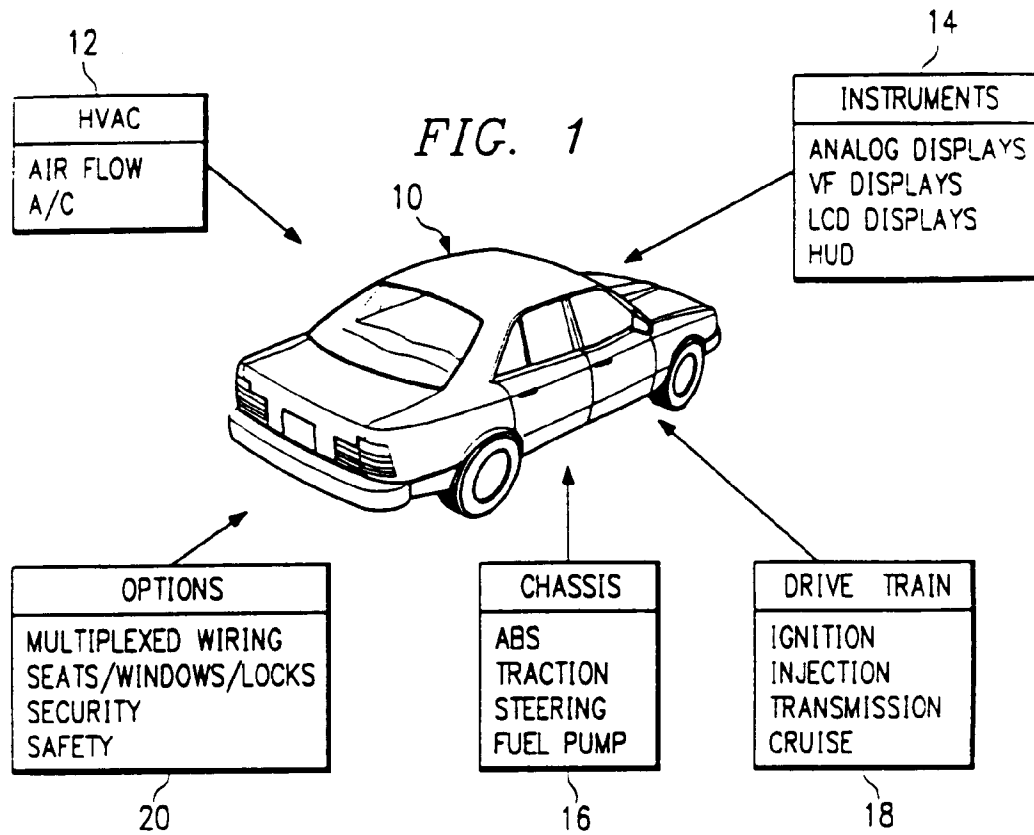 12
HVAC
AIR FLOW
A/C
FIG. 1
10
14
INSTRUMENTS
ANALOG DISPLAYS
VF DISPLAYS
LCD DISPLAYS
HUD
OPTIONS
MULTIPLEXED WIRING
SEATS/WINDOWS/LOCKS
SECURITY
SAFETY
20
CHASSIS
ABS
TRACTION
STEERING
FUEL PUMP
16
DRIVE TRAIN
IGNITION
INJECTION
TRANSMISSION
CRUISE
18